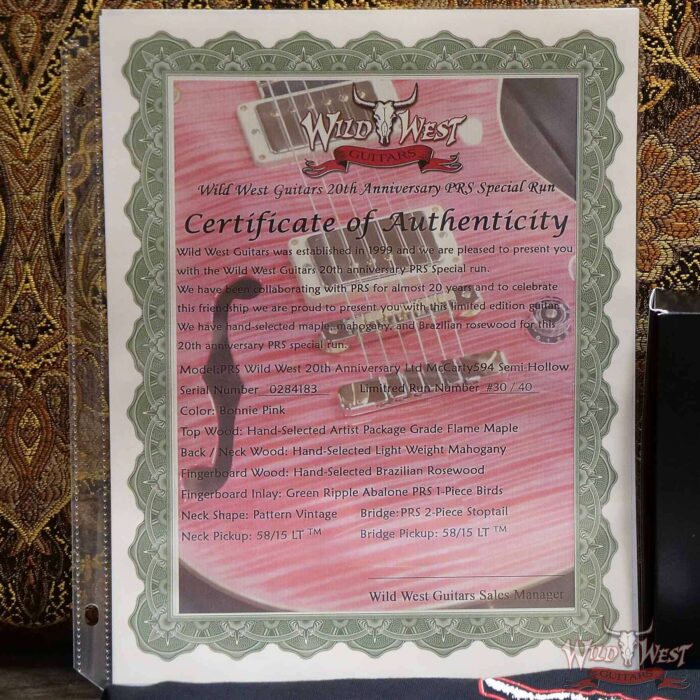 WILD WEST
GUITARS
Wild West Guitars 20th Anniversary PRS Special Run
Certificate of Authenticity
Wild West Guitars was established in 1999 and we are pleased to present you
with the Wild West Guitars 20th anniversary PRS Special run.
We have been collaborating with PRS for almost 20 years and to celebrate
this friendship we are proud to present you with this limited edition guitar.
We have hand-selected maple, mahogany, and Brazilian rosewood for this
20th anniversary PRS special run.
Model:PRS Wild West 20th Anniversary Ltd McCarty594 Semi-Hollow
Serial Number 0284183 Limitred Run Number #30 / 40
Color: Bonnie Pink
Top Wood: Hand-Selected Artist Package Grade Flame Maple
Back / Neck Wood: Hand-Selected Light Weight Mahogany
Fingerboard Wood: Hand-Selected Brazilian Rosewood
Fingerboard Inlay: Green Ripple Abalone PRS 1-Piece Birds
Neck Shape: Pattern Vintage Bridge:PRS 2-Piece Stoptail
Neck Pickup: 58/15 LT TM Bridge Pickup: 58/15 LT TM
Wild West Guitars Sales Manager
WILD WEST
GUITARS